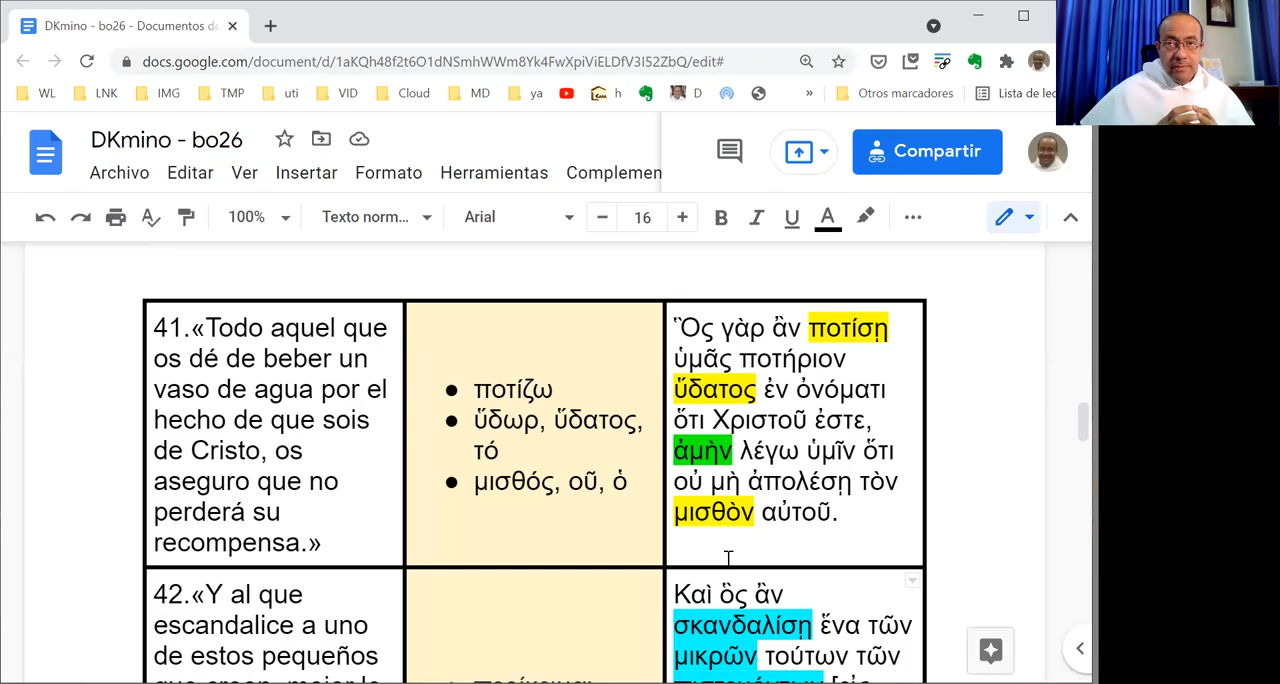 DKmino - bo26 - Documentos de
docs.google.com/document/d/1aKQh48f2t6O1dNSmhWWm8Yk4FwXpiViELDfV3I52ZbQ/edit#
WL LNK IMG TMP uti VID Cloud MD ya h D » Otros marcadores Lista de lec
DKmino - bo26
Archivo Editar Ver Insertar Formato Herramientas Complemen
Compartir
100% Texto norm... Arial − 16 + B I U A
41.«Todo aquel que
os dé de beber un
vaso de agua por el
hecho de que sois
de Cristo, os
aseguro que no
perderá su
recompensa.»
● ποτίζω
● ὕδωρ, ὕδατος,
τό
● μισθός, οῦ, ὁ
Ὃς γὰρ ἂν ποτίσῃ
ὑμᾶς ποτήριον
ὕδατος ἐν ὀνόματι
ὅτι Χριστοῦ ἐστε,
ἀμὴν λέγω ὑμῖν ὅτι
οὐ μὴ ἀπολέσῃ τὸν
μισθὸν αὐτοῦ.
42.«Y al que
escandalice a uno
de estos pequeños
Καὶ ὃς ἂν
σκανδαλίσῃ ἕνα τῶν
μικρῶν τούτων τῶν